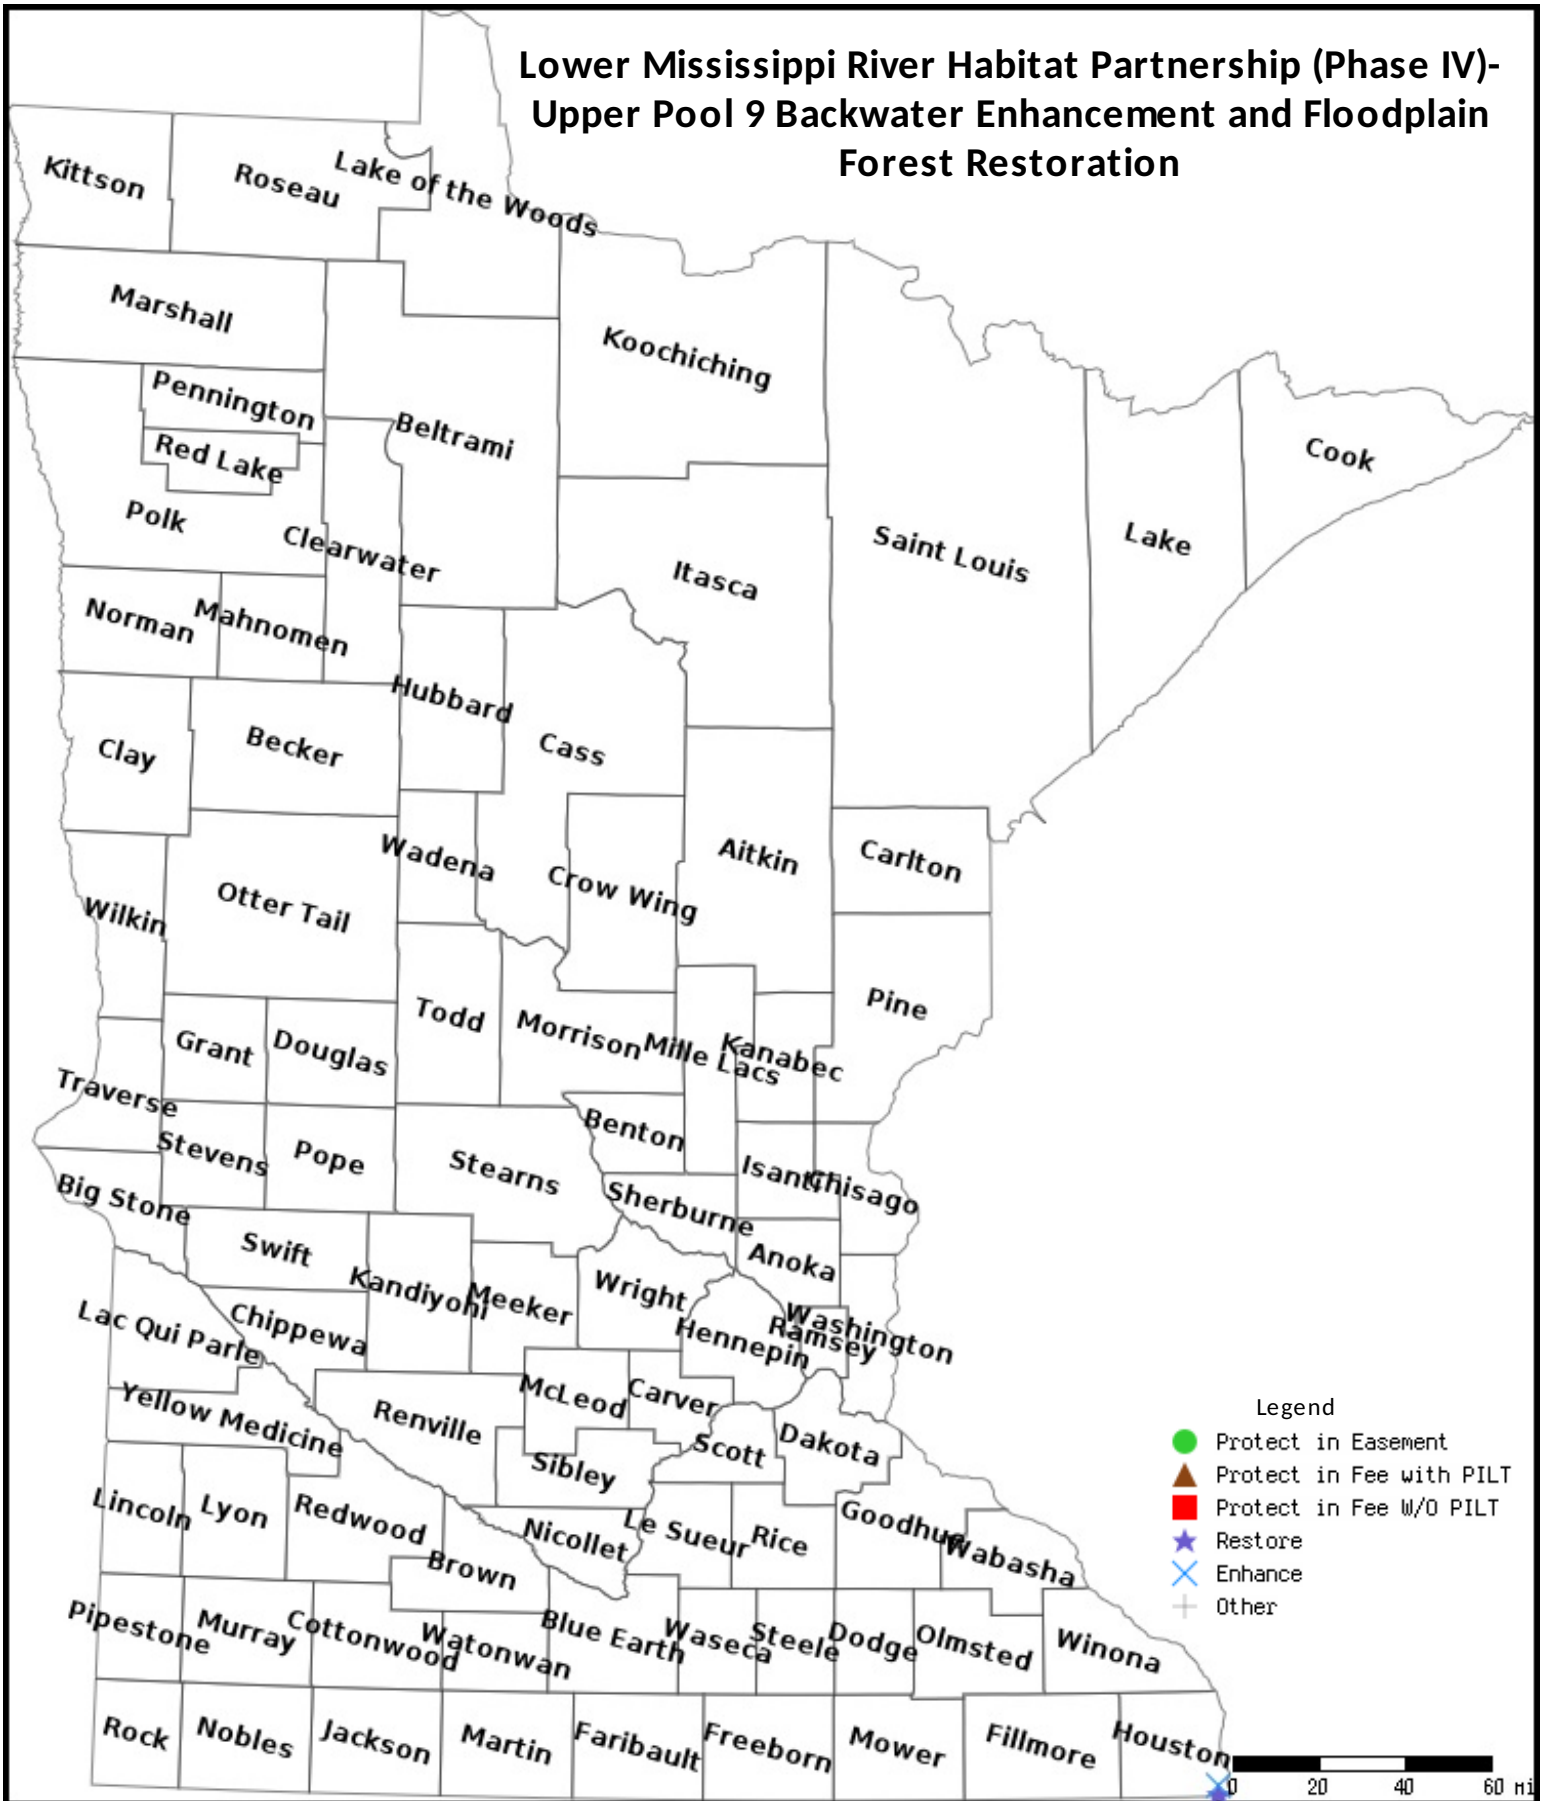 Lower Mississippi River Habitat Partnership (Phase IV)-
Upper Pool 9 Backwater Enhancement and Floodplain
Forest Restoration
Kittson
Roseau
Lake of the Woods
Marshall
Koochiching
Pennington
Beltrami
Red Lake
Cook
Polk
Clearwater
Saint Louis
Lake
Itasca
Norman
Mahnomen
Hubbard
Clay
Becker
Cass
Wadena
Aitkin
Carlton
Otter Tail
Crow Wing
Wilkin
Todd
Morrison
Pine
Grant
Douglas
Mille Lacs
Kanabec
Traverse
Stevens
Pope
Stearns
Benton
Isanti
Chisago
Big Stone
Sherburne
Swift
Anoka
Kandiyohi
Meeker
Wright
Lac Qui Parle
Chippewa
Hennepin
Ramsey
Washington
Yellow Medicine
Renville
McLeod
Carver
Scott
Dakota
Sibley
Lincoln
Lyon
Redwood
Nicollet
Le Sueur
Rice
Goodhue
Wabasha
Brown
Pipestone
Murray
Cottonwood
Watonwan
Blue Earth
Waseca
Steele
Dodge
Olmsted
Winona
Rock
Nobles
Jackson
Martin
Faribault
Freeborn
Mower
Fillmore
Houston
Legend
Protect in Easement
Protect in Fee with PILT
Protect in Fee W/O PILT
Restore
Enhance
Other
0 20 40 60 mi